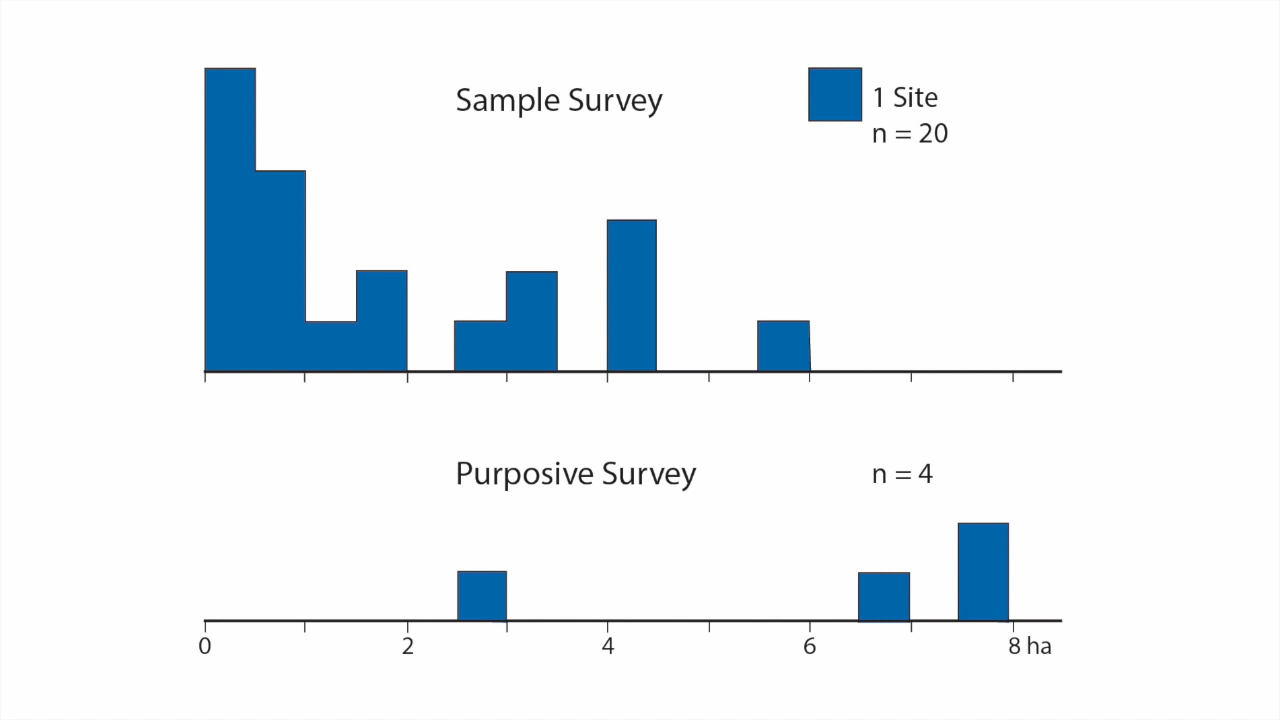 Sample Survey
1 Site
n = 20
Purposive Survey
n = 4
0 2 4 6 8 ha